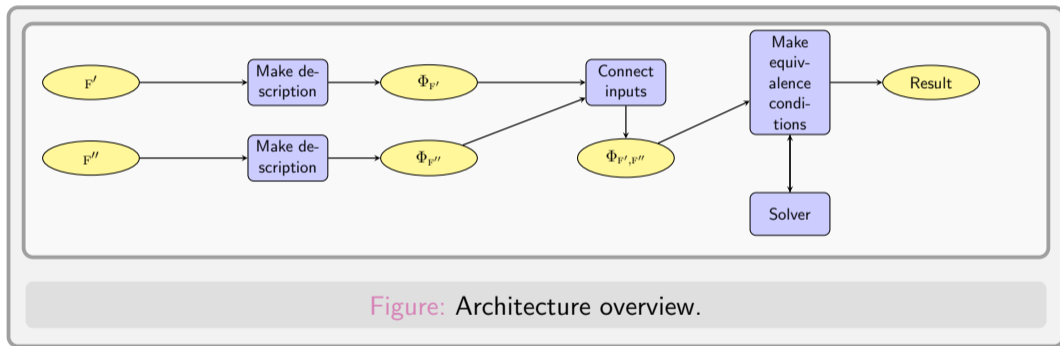 F′
Make de-
scription
Φ_F′
Connect
inputs
Make
equiv-
alence
condi-
tions
Result
F″
Make de-
scription
Φ_F″
Φ_F′,F″
Solver
Figure: Architecture overview.